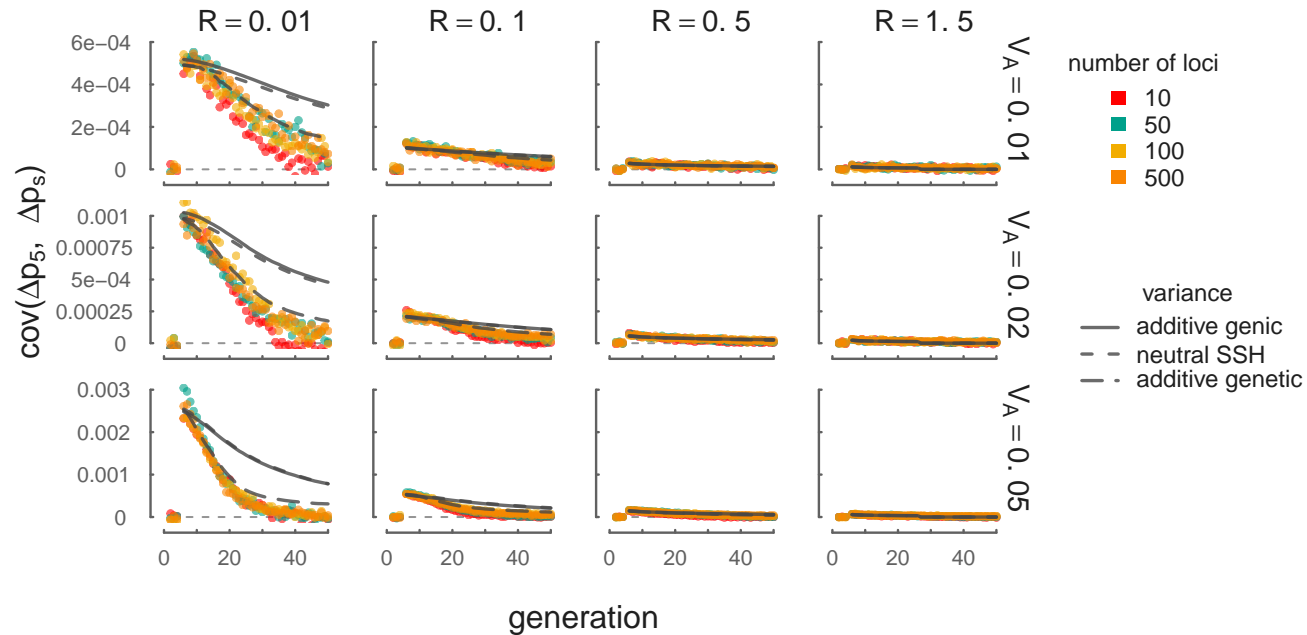 R = 0.01
R = 0.1
R = 0.5
R = 1.5
6e−04
4e−04
2e−04
0
V_A = 0.01
0.001
0.00075
5e−04
0.00025
0
V_A = 0.02
0.003
0.002
0.001
0
V_A = 0.05
cov(Δp₅, Δpₛ)
0 20 40
0 20 40
0 20 40
0 20 40
generation
number of loci
10
50
100
500
variance
additive genic
neutral SSH
additive genetic